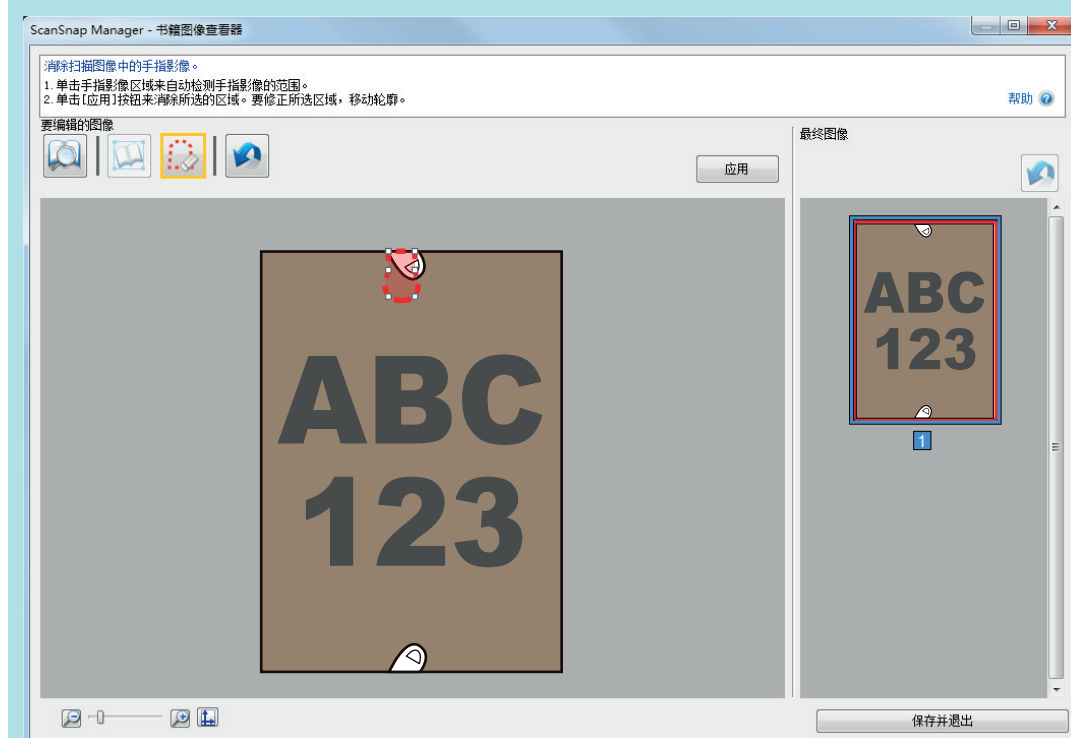 ScanSnap Manager - 书籍图像查看器
消除扫描图像中的手指影像。
1. 单击手指影像区域来自动检测手指影像的范围。
2. 单击[应用]按钮来消除所选的区域。要修正所选区域，移动轮廓。
帮助
要编辑的图像
应用
ABC
123
最终图像
ABC
123
1
保存并退出